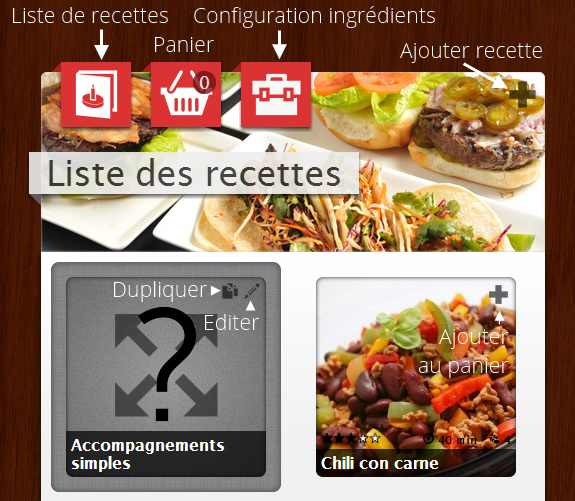 Liste de recettes
Configuration ingrédients
Panier
Ajouter recette
0
Liste des recettes
Dupliquer
Editer
?
Ajouter
au panier
Accompagnements
simples
40 min
4
Chili con carne